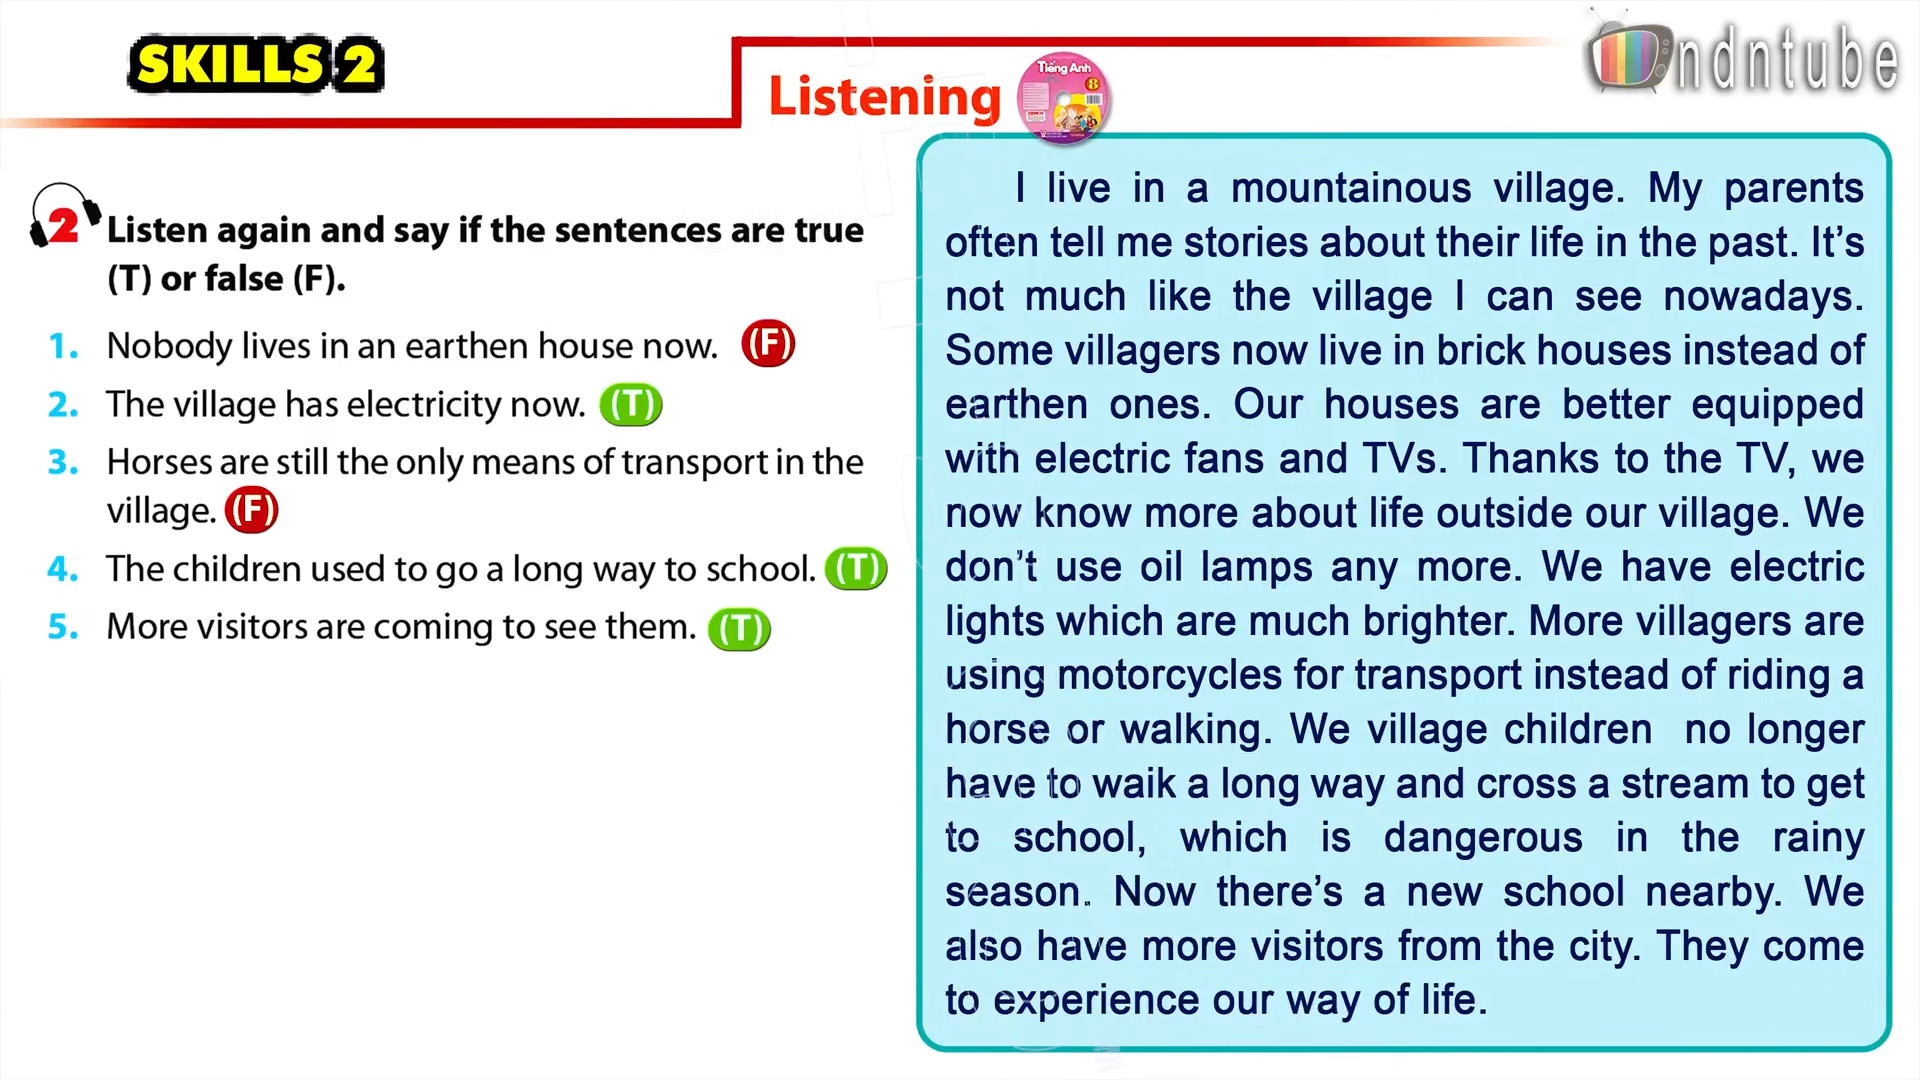 SKILLS 2
Listening
Tiếng Anh
8
ndntube
2 Listen again and say if the sentences are true
(T) or false (F).
1. Nobody lives in an earthen house now. (F)
2. The village has electricity now. (T)
3. Horses are still the only means of transport in the
village. (F)
4. The children used to go a long way to school. (T)
5. More visitors are coming to see them. (T)
I live in a mountainous village. My parents
often tell me stories about their life in the past. It's
not much like the village I can see nowadays.
Some villagers now live in brick houses instead of
earthen ones. Our houses are better equipped
with electric fans and TVs. Thanks to the TV, we
now know more about life outside our village. We
don't use oil lamps any more. We have electric
lights which are much brighter. More villagers are
using motorcycles for transport instead of riding a
horse or walking. We village children no longer
have to waik a long way and cross a stream to get
to school, which is dangerous in the rainy
season. Now there's a new school nearby. We
also have more visitors from the city. They come
to experience our way of life.